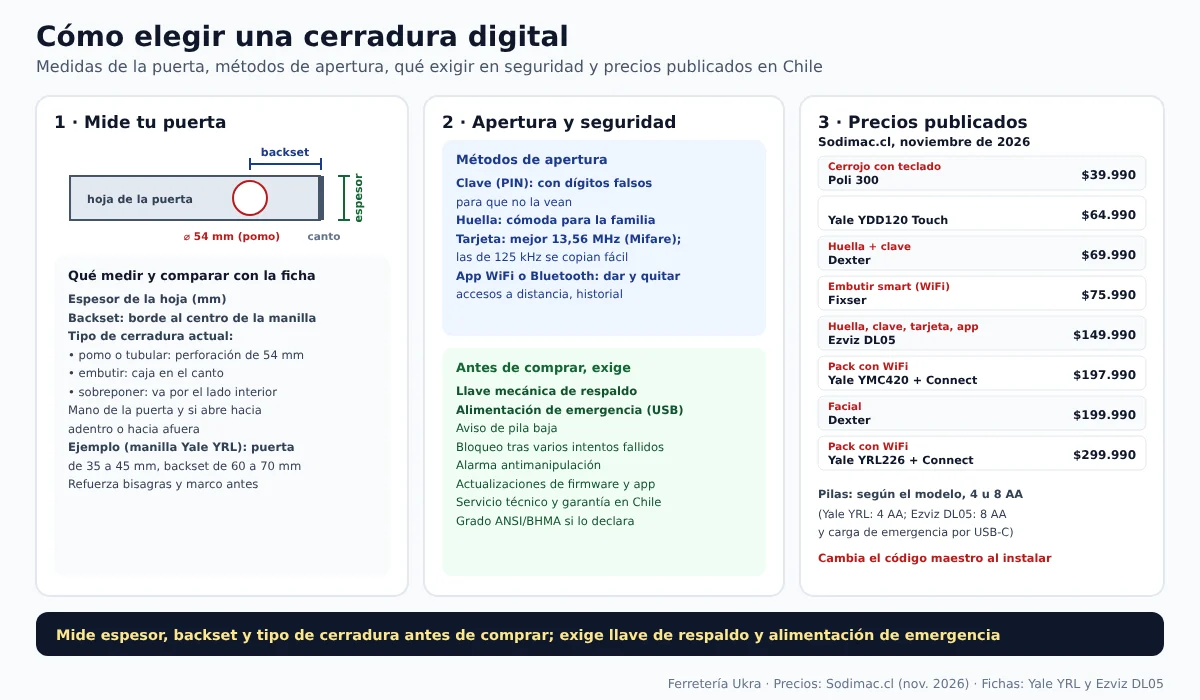 Cómo elegir una cerradura digital
Medidas de la puerta, métodos de apertura, qué exigir en seguridad y precios publicados en Chile
1 · Mide tu puerta
backset
hoja de la puerta
espesor
⌀ 54 mm (pomo)
canto
Qué medir y comparar con la ficha
Espesor de la hoja (mm)
Backset: borde al centro de la manilla
Tipo de cerradura actual:
• pomo o tubular: perforación de 54 mm
• embutir: caja en el canto
• sobreponer: va por el lado interior
Mano de la puerta y si abre hacia
adentro o hacia afuera
Ejemplo (manilla Yale YRL): puerta
de 35 a 45 mm, backset de 60 a 70 mm
Refuerza bisagras y marco antes
2 · Apertura y seguridad
Métodos de apertura
Clave (PIN): con dígitos falsos
para que no la vean
Huella: cómoda para la familia
Tarjeta: mejor 13,56 MHz (Mifare);
las de 125 kHz se copian fácil
App WiFi o Bluetooth: dar y quitar
accesos a distancia, historial
Antes de comprar, exige
Llave mecánica de respaldo
Alimentación de emergencia (USB)
Aviso de pila baja
Bloqueo tras varios intentos fallidos
Alarma antimanipulación
Actualizaciones de firmware y app
Servicio técnico y garantía en Chile
Grado ANSI/BHMA si lo declara
3 · Precios publicados
Sodimac.cl, noviembre de 2026
Cerrojo con teclado
Poli 300
$39.990
Yale YDD120 Touch
$64.990
Huella + clave
Dexter
$69.990
Embutir smart (WiFi)
Fixser
$75.990
Huella, clave, tarjeta, app
Ezviz DL05
$149.990
Pack con WiFi
Yale YMC420 + Connect
$197.990
Facial
Dexter
$199.990
Pack con WiFi
Yale YRL226 + Connect
$299.990
Pilas: según el modelo, 4 u 8 AA
(Yale YRL: 4 AA; Ezviz DL05: 8 AA
y carga de emergencia por USB-C)
Cambia el código maestro al instalar
Mide espesor, backset y tipo de cerradura antes de comprar; exige llave de respaldo y alimentación de emergencia
Ferretería Ukra · Precios: Sodimac.cl (nov. 2026) · Fichas: Yale YRL y Ezviz DL05